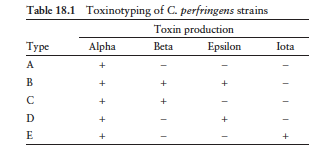 Table 18.1 Toxinotyping of C. perfringens strains
Toxin production
Type Alpha Beta Epsilon Iota
A + − − −
B + + + −
C + + − −
D + − + −
E + − − +